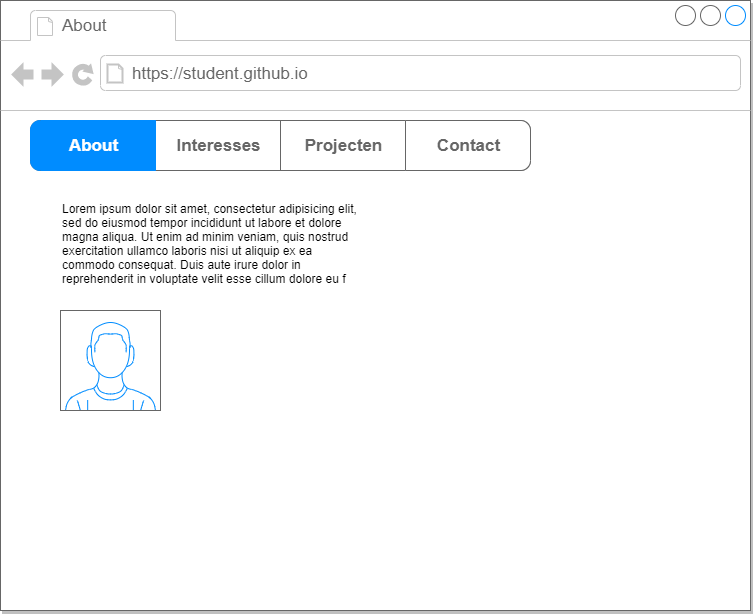 About
https://student.github.io
About Interesses Projecten Contact
Lorem ipsum dolor sit amet, consectetur adipisicing elit,
sed do eiusmod tempor incididunt ut labore et dolore
magna aliqua. Ut enim ad minim veniam, quis nostrud
exercitation ullamco laboris nisi ut aliquip ex ea
commodo consequat. Duis aute irure dolor in
reprehenderit in voluptate velit esse cillum dolore eu f